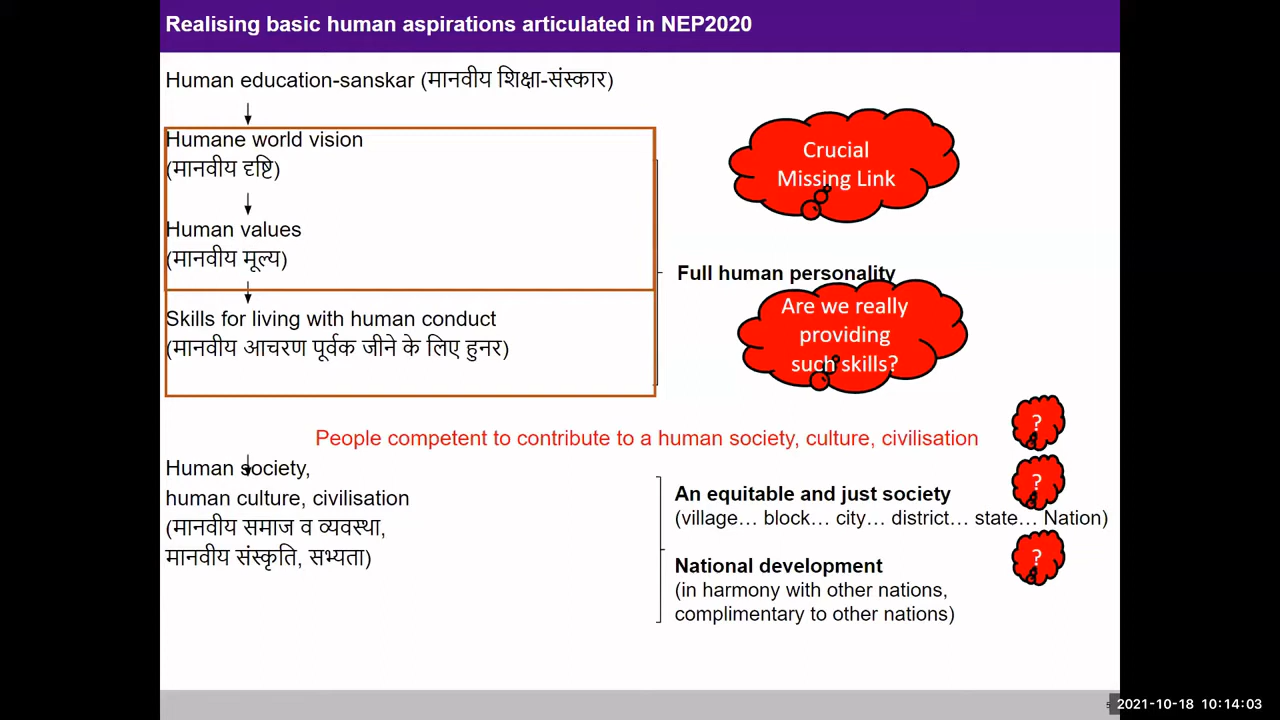 Realising basic human aspirations articulated in NEP2020
Human education-sanskar (मानवीय शिक्षा-संस्कार)
Humane world vision
(मानवीय दृष्टि)
Human values
(मानवीय मूल्य)
Skills for living with human conduct
(मानवीय आचरण पूर्वक जीने के लिए हुनर)
Crucial
Missing Link
Full human personality
Are we really
providing
such skills?
People competent to contribute to a human society, culture, civilisation
?
Human society,
human culture, civilisation
(मानवीय समाज व व्यवस्था,
मानवीय संस्कृति, सभ्यता)
An equitable and just society
(village… block… city… district… state… Nation)
?
National development
(in harmony with other nations,
complimentary to other nations)
?
5
2021-10-18 10:14:03